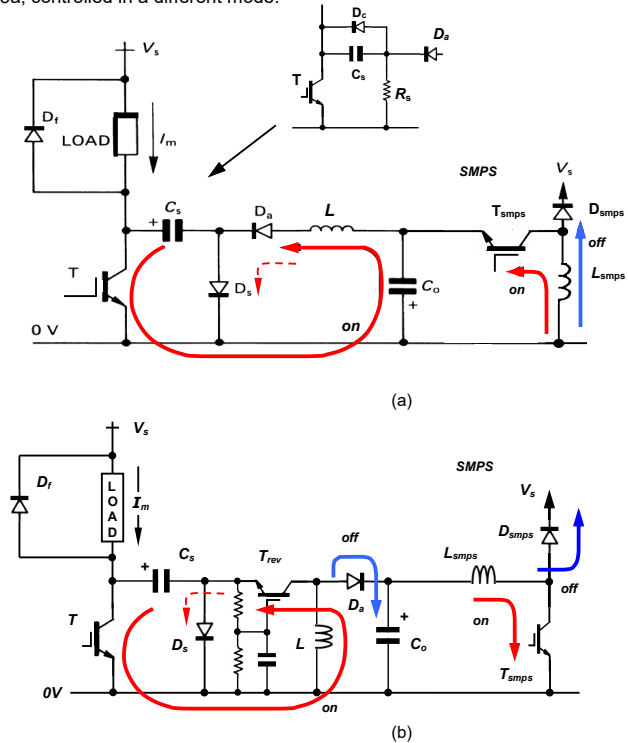 ea, controlled in a different mode.
Dc
Cs
Da
T
Rs
Vs
Df
LOAD
Im
SMPS
Vs
Tsmps
Dsmps
off
Cs
+
Da
L
Lsmps
on
T
Ds
Co
+
0 V
on
(a)
Vs
Df
LOAD
Im
SMPS
Vs
Dsmps
off
Cs
+
Trev
Lsmps
off
Da
+
on
T
Ds
L
Co
Tsmps
0V
on
(b)